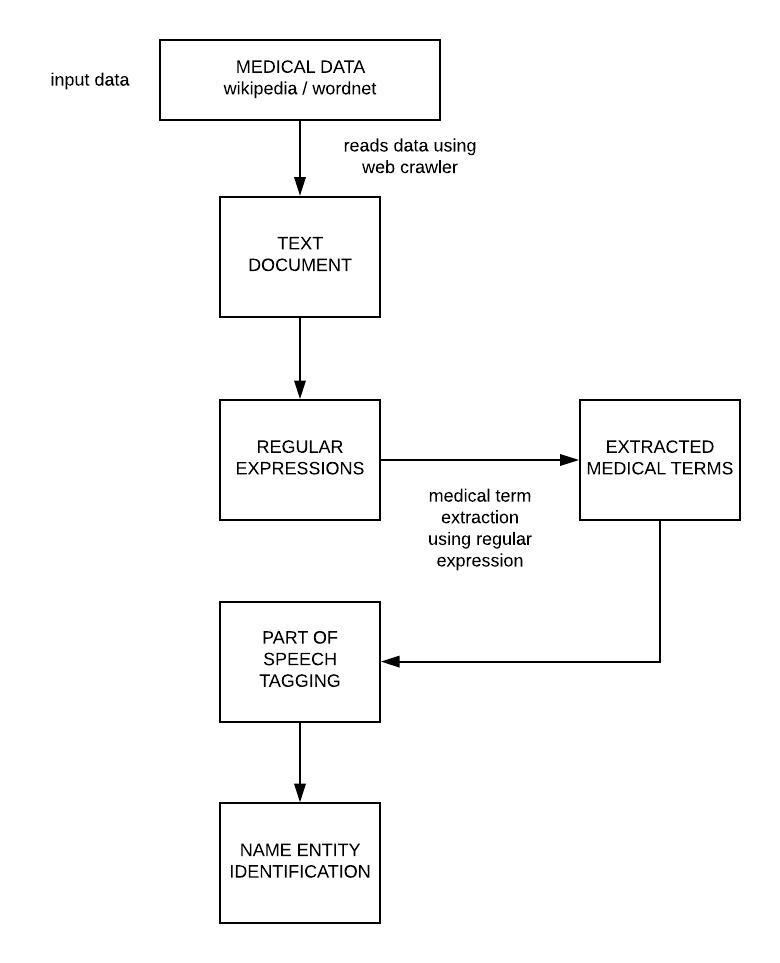 input data
MEDICAL DATA
wikipedia / wordnet
reads data using
web crawler
TEXT
DOCUMENT
REGULAR
EXPRESSIONS
medical term
extraction
using regular
expression
EXTRACTED
MEDICAL TERMS
PART OF
SPEECH
TAGGING
NAME ENTITY
IDENTIFICATION